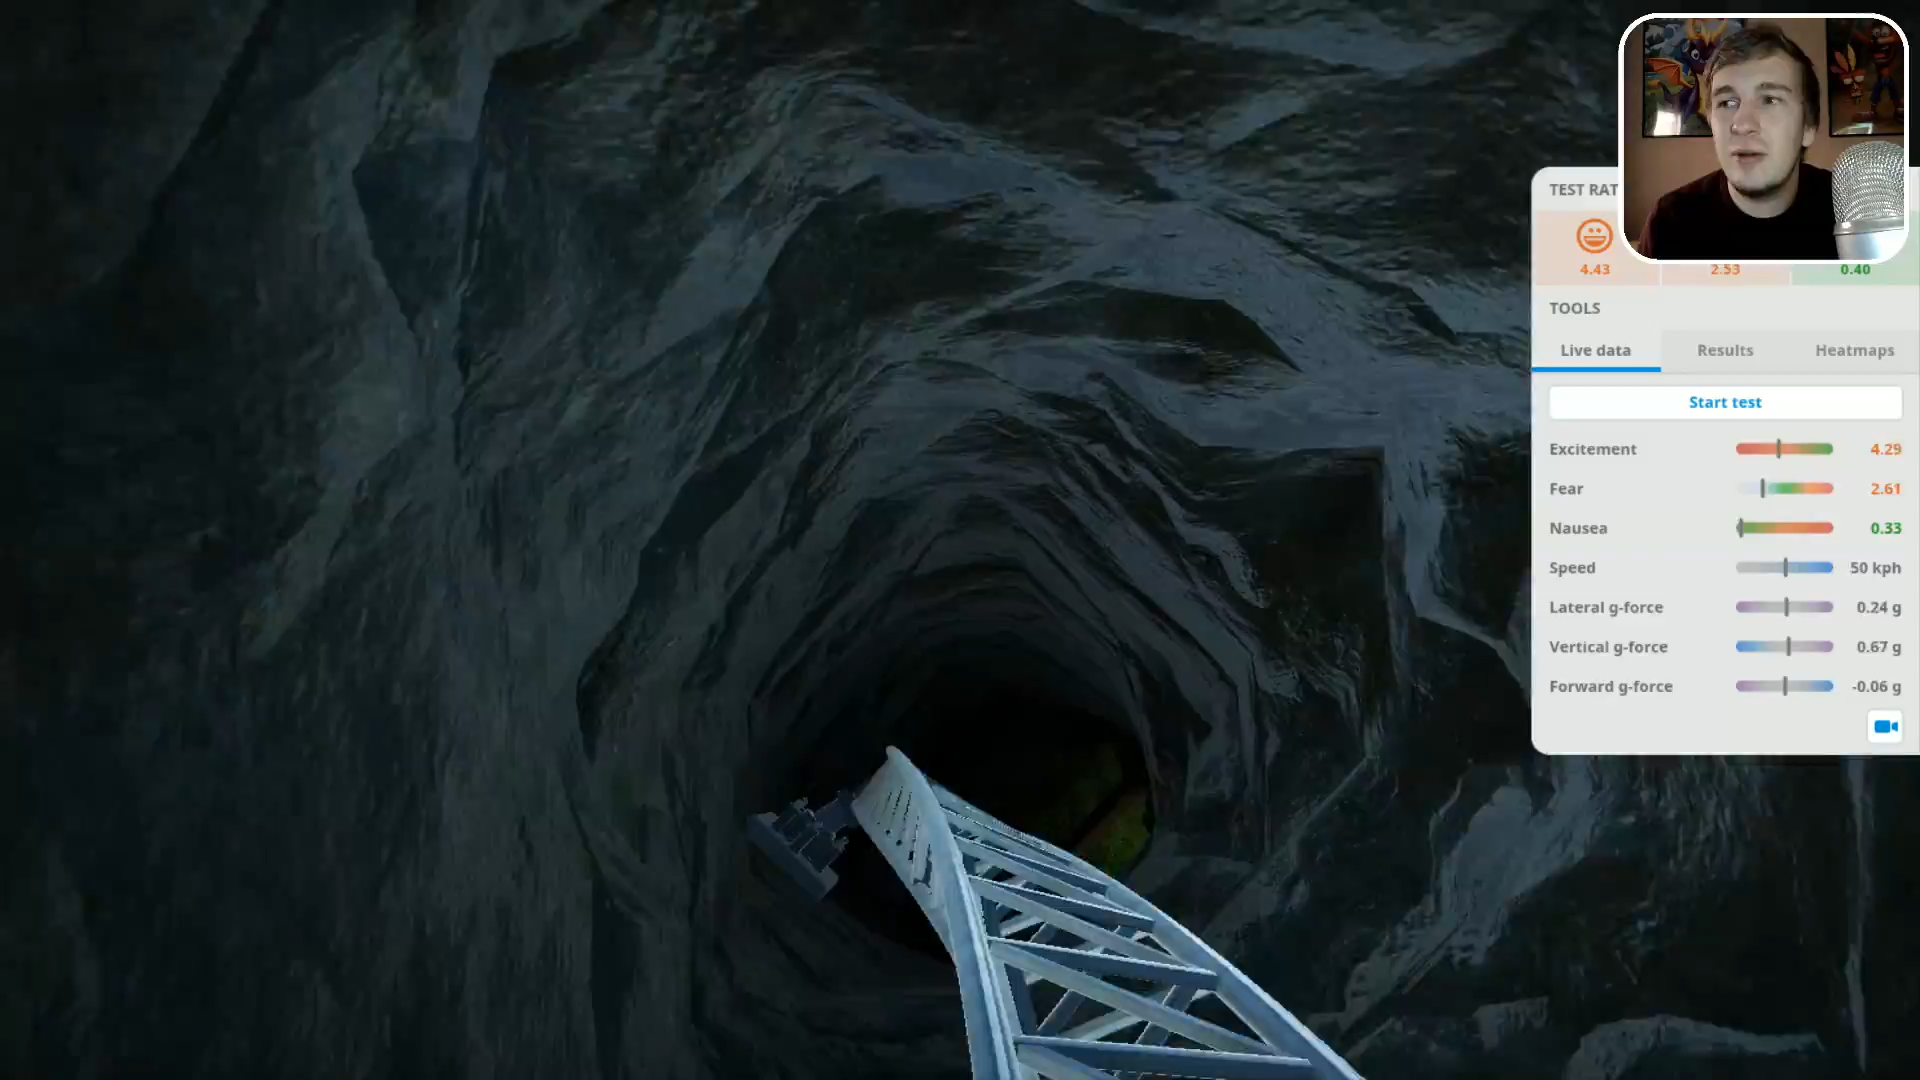 TEST RAT
4.43 2.53 0.40
TOOLS
Live data Results Heatmaps
Start test
Excitement 4.29
Fear 2.61
Nausea 0.33
Speed 50 kph
Lateral g-force 0.24 g
Vertical g-force 0.67 g
Forward g-force -0.06 g